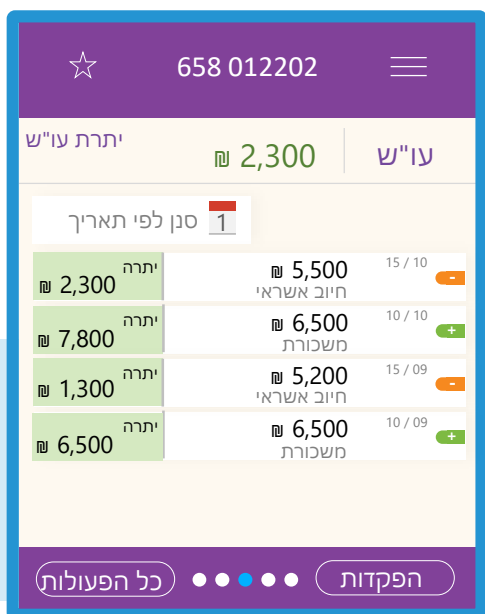 658 012202
עו"ש
2,300 ₪
יתרת עו"ש
1 סנן לפי תאריך
- 15 / 10 5,500 ₪ יתרה
חיוב אשראי 2,300 ₪
+ 10 / 10 6,500 ₪ יתרה
משכורת 7,800 ₪
- 15 / 09 5,200 ₪ יתרה
חיוב אשראי 1,300 ₪
+ 10 / 09 6,500 ₪ יתרה
משכורת 6,500 ₪
הפקדות
כל הפעולות